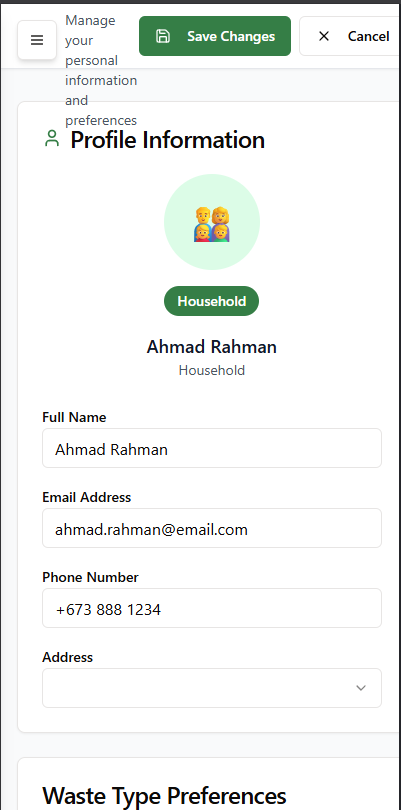 Manage
your
personal
information
and
preferences
Save Changes
Cancel
Profile Information
Household
Ahmad Rahman
Household
Full Name
Ahmad Rahman
Email Address
ahmad.rahman@email.com
Phone Number
+673 888 1234
Address
Waste Type Preferences